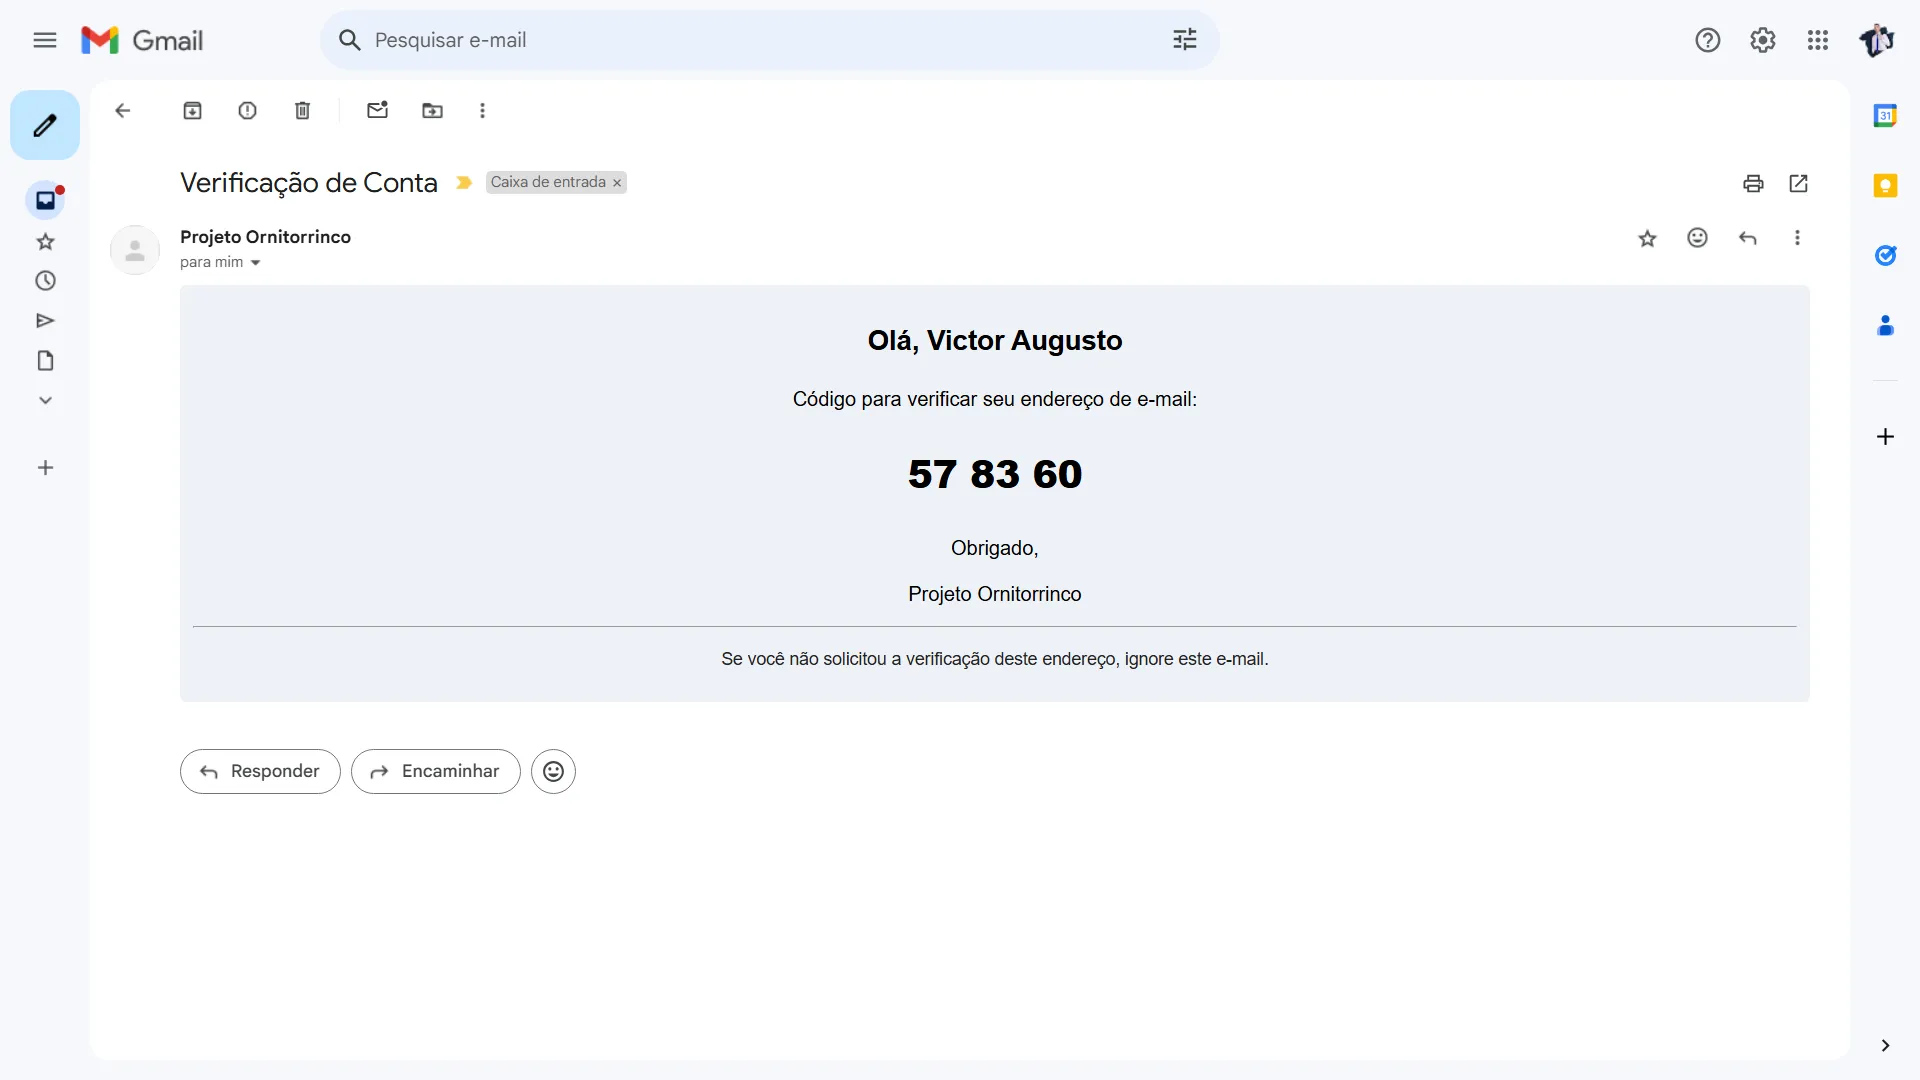 Gmail
Pesquisar e-mail
Verificação de Conta
Caixa de entrada ×
Projeto Ornitorrinco
para mim
31
Olá, Victor Augusto
Código para verificar seu endereço de e-mail:
57 83 60
Obrigado,
Projeto Ornitorrinco
Se você não solicitou a verificação deste endereço, ignore este e-mail.
Responder
Encaminhar